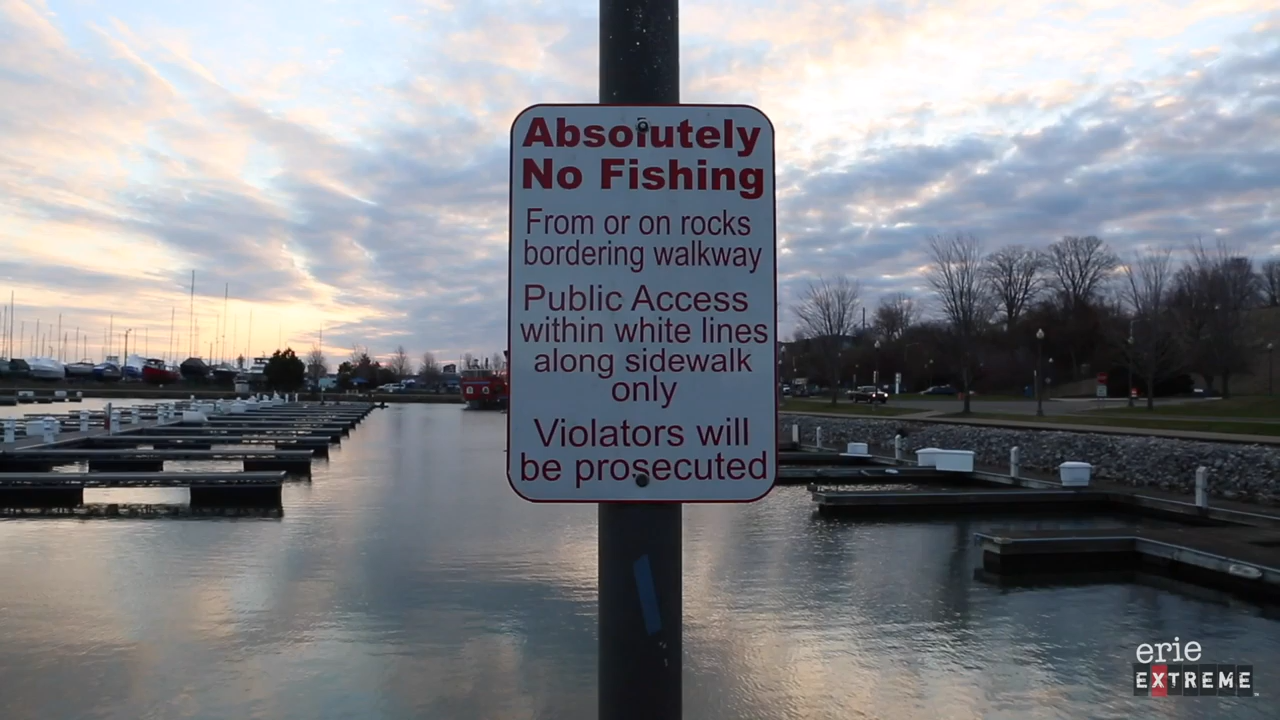 Absolutely
No Fishing
From or on rocks
bordering walkway
Public Access
within white lines
along sidewalk
only
Violators will
be prosecuted
erie
EXTREME